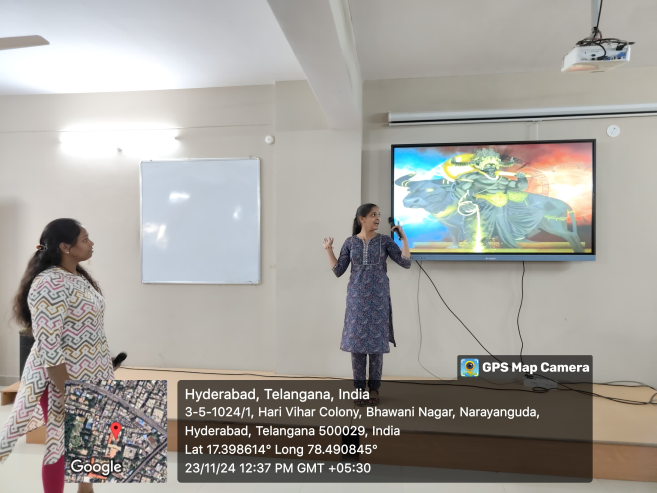 GPS Map Camera
Hyderabad, Telangana, India
3-5-1024/1, Hari Vihar Colony, Bhawani Nagar, Narayanguda,
Hyderabad, Telangana 500029, India
Lat 17.398614° Long 78.490845°
23/11/24 12:37 PM GMT +05:30
Google